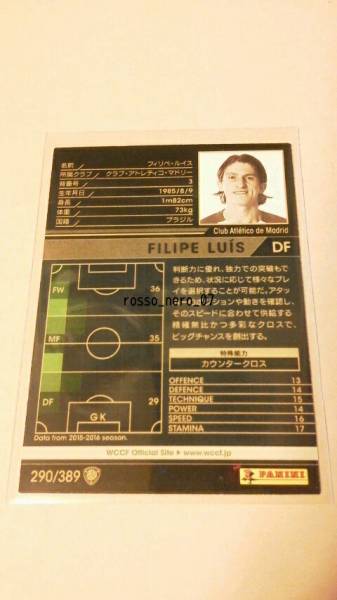 名前 フィリペ・ルイス
所属クラブ クラブ・アトレティコ・マドリー
背番号 3
生年月日 1985/8/9
身長 1m82cm
体重 73kg
国籍 ブラジル
Club Atlético de Madrid
FILIPE LUÍS DF
判断力に優れ、独力での突破もで
きるため、状況に応じて様々なプレ
イを選択することが可能だ。アタッ
カーのポジションや動きを確認し、
そのスピードに合わせて供給する
精確無比かつ多彩なクロスで、
ビッグチャンスを創出する。
rosso_nero_07
FW 36
MF 35
DF 29
GK
Data from 2015-2016 season.
特殊能力
カウンタークロス
OFFENCE 13
DEFENCE 14
TECHNIQUE 15
POWER 14
SPEED 16
STAMINA 17
WCCF Official Site ▶ www.wccf.jp
290/389
PANINI